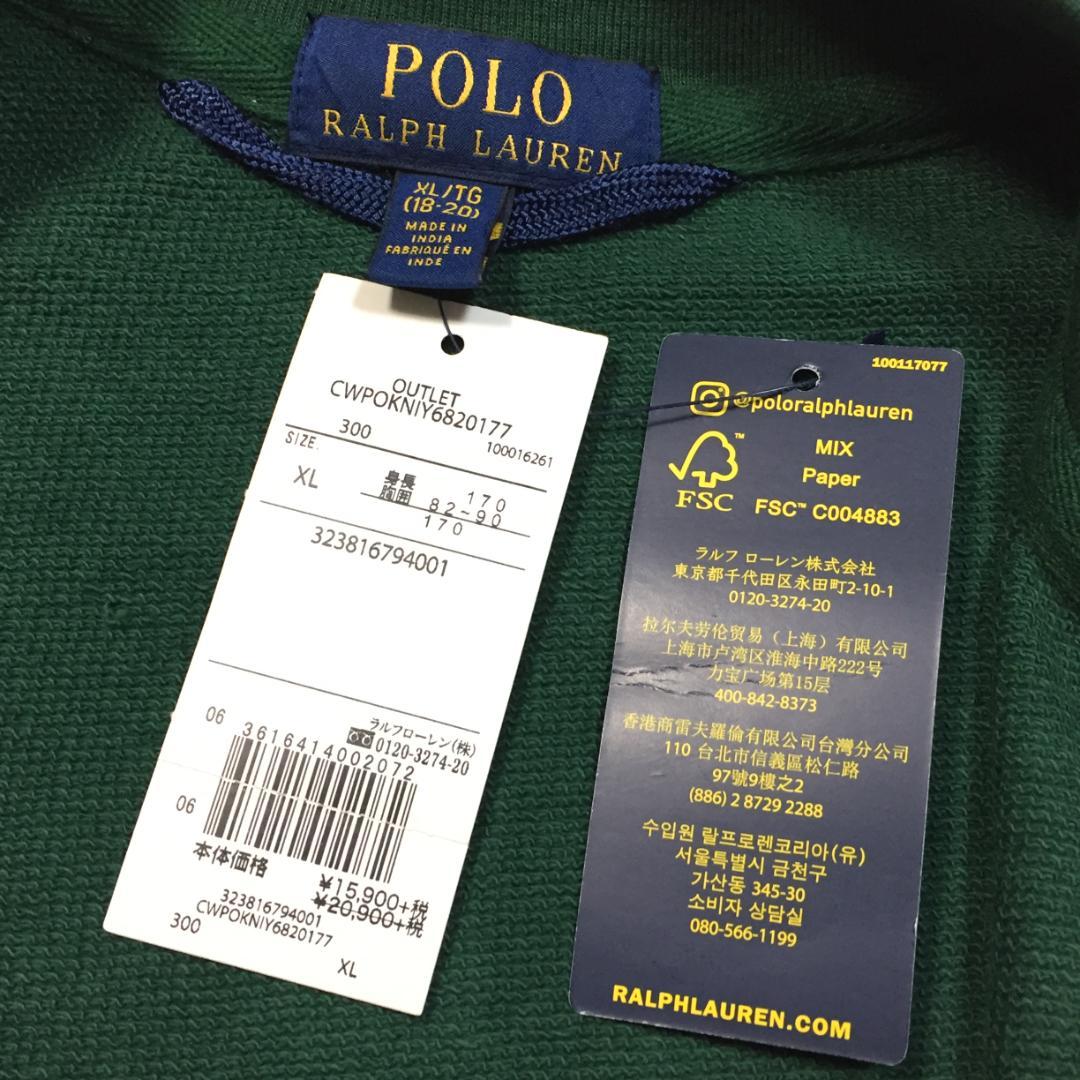 POLO
RALPH LAUREN
XL/TG
(18-20)
MADE IN
INDIA
FABRIQUÉ EN
INDE
OUTLET
CWPOKNIY6820177
300
100016261
SIZE.
XL
身長 170
胸囲 82~90
170
323816794001
06
ラルフローレン(株)
0120-3274-20
3616414002072
06
本体価格
¥15,900+税
¥20,900+税
323816794001
CWPOKNIY6820177
300
XL
100117077
@poloralphlauren
MIX
Paper
FSC™ C004883
FSC
ラルフ ローレン株式会社
東京都千代田区永田町2-10-1
0120-3274-20
拉尔夫劳伦贸易（上海）有限公司
上海市卢湾区淮海中路222号
力宝广场第15层
400-842-8373
香港商雷夫羅倫有限公司台灣分公司
110 台北市信義區松仁路
97號9樓之2
(886) 2 8729 2288
수입원 랄프로렌코리아(유)
서울특별시 금천구
가산동 345-30
소비자 상담실
080-566-1199
RALPHLAUREN.COM